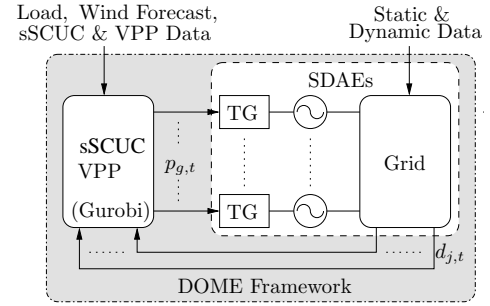 Load, Wind Forecast,
sSCUC & VPP Data
Static &
Dynamic Data
SDAEs
TG
sSCUC
VPP
(Gurobi)
p_{g,t}
Grid
TG
d_{j,t}
DOME Framework